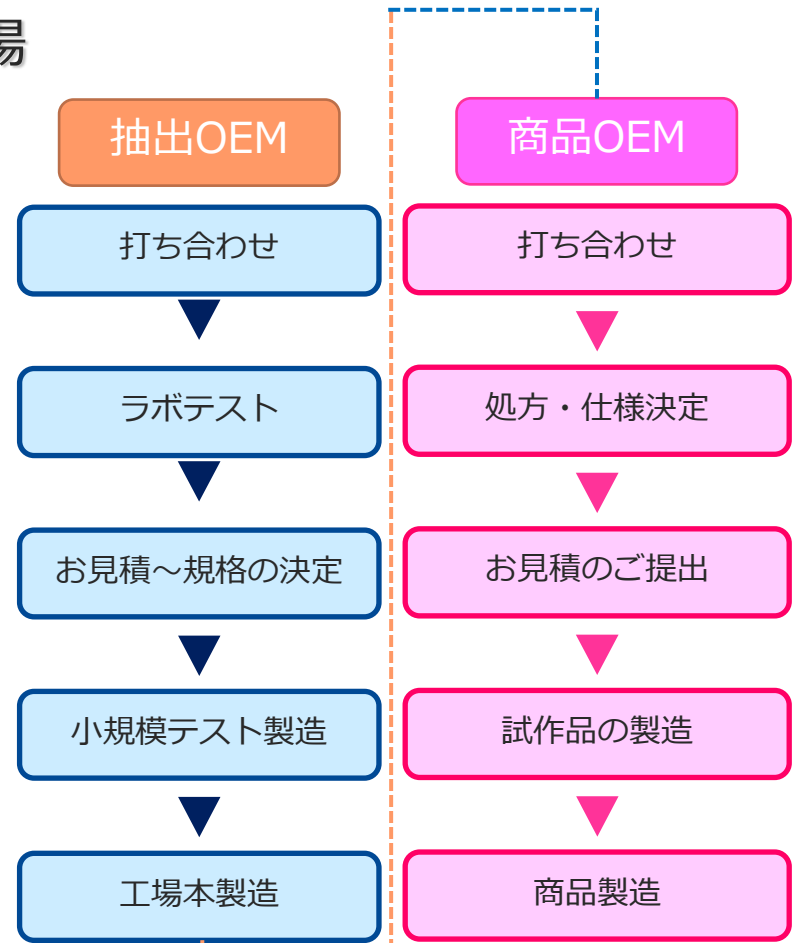 場
抽出OEM
打ち合わせ
ラボテスト
お見積～規格の決定
小規模テスト製造
工場本製造
商品OEM
打ち合わせ
処方・仕様決定
お見積のご提出
試作品の製造
商品製造